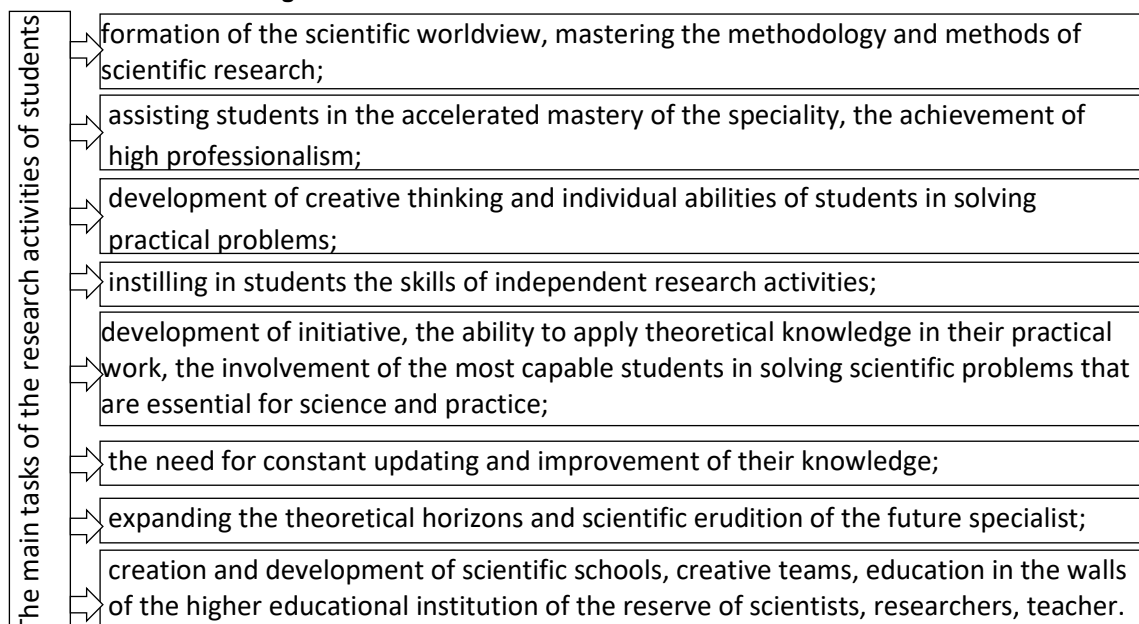 The main tasks of the research activities of students
formation of the scientific worldview, mastering the methodology and methods of
scientific research;
assisting students in the accelerated mastery of the speciality, the achievement of
high professionalism;
development of creative thinking and individual abilities of students in solving
practical problems;
instilling in students the skills of independent research activities;
development of initiative, the ability to apply theoretical knowledge in their practical
work, the involvement of the most capable students in solving scientific problems that
are essential for science and practice;
the need for constant updating and improvement of their knowledge;
expanding the theoretical horizons and scientific erudition of the future specialist;
creation and development of scientific schools, creative teams, education in the walls
of the higher educational institution of the reserve of scientists, researchers, teacher.